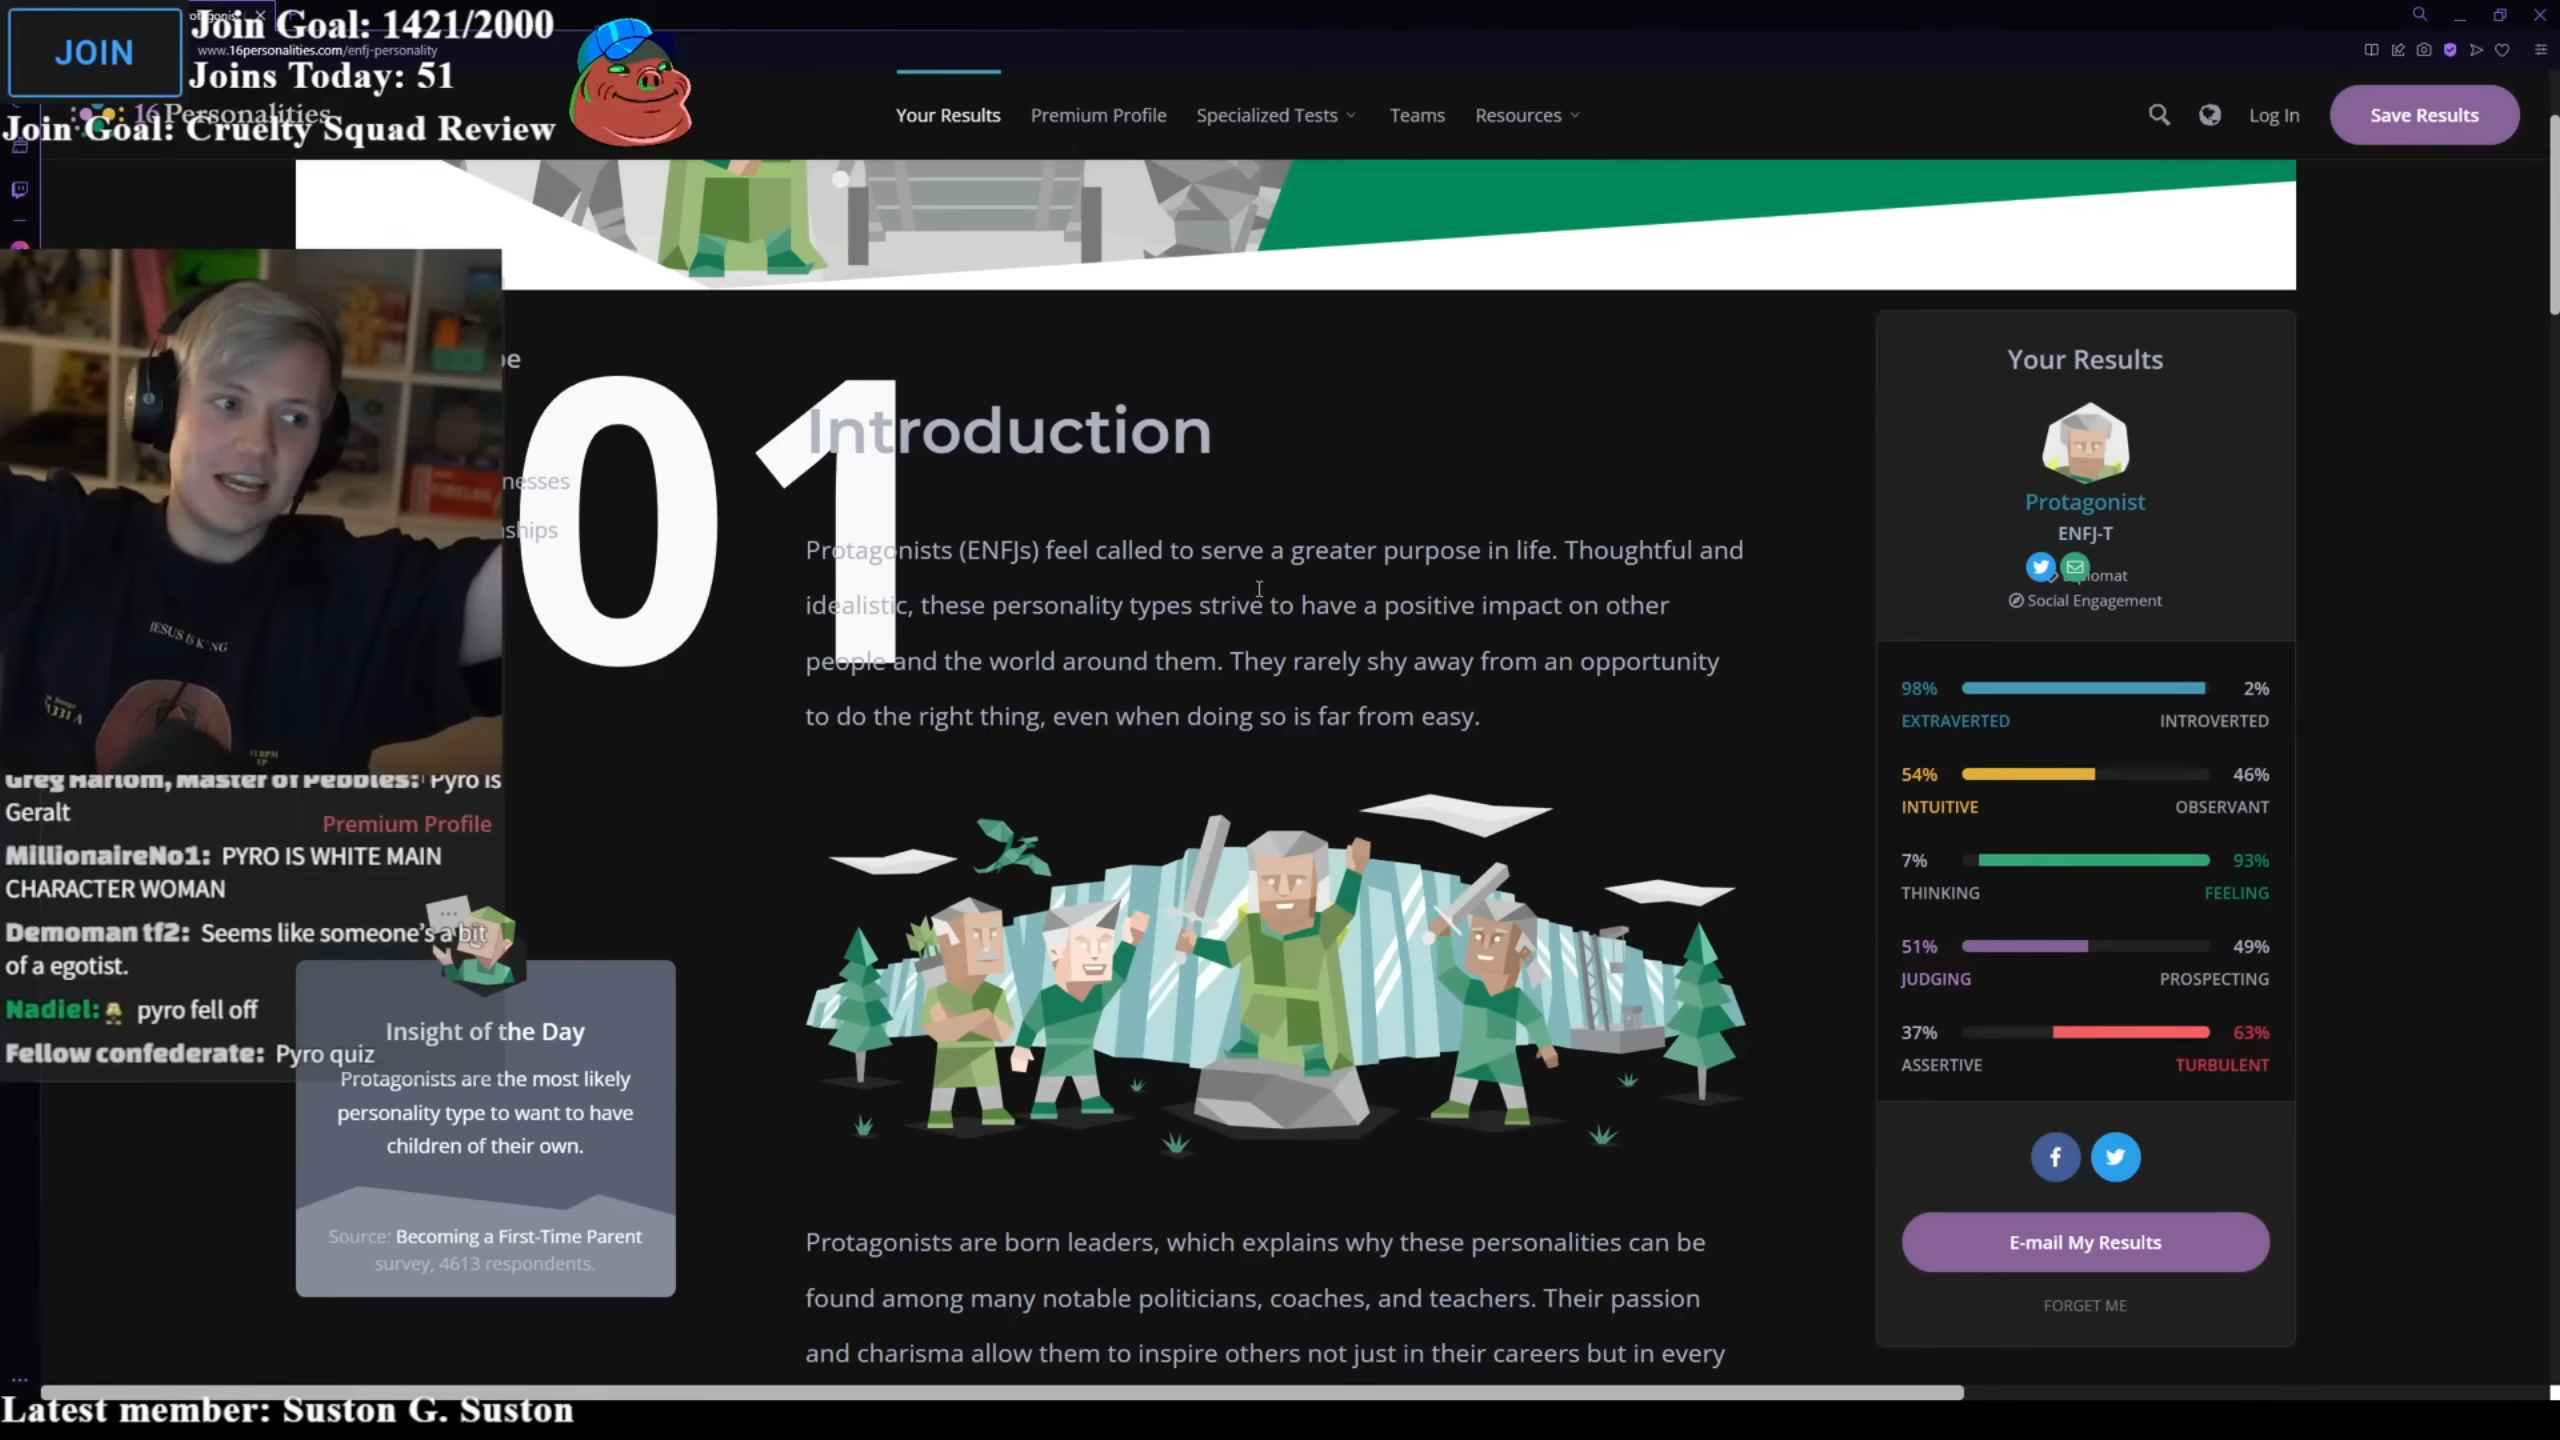 JOIN
Join Goal: 1421/2000
www.16personalities.com/enfj-personality
Joins Today: 51
16Personalities
Join Goal: Cruelty Squad Review
Your Results
Premium Profile
Specialized Tests
Teams
Resources
Log In
Save Results
pe
nesses
ships
01
Introduction
Protagonists (ENFJs) feel called to serve a greater purpose in life. Thoughtful and
idealistic, these personality types strive to have a positive impact on other
people and the world around them. They rarely shy away from an opportunity
to do the right thing, even when doing so is far from easy.
JESUS IS KING
Greg Harlom, Master of Pebbles: Pyro is
Geralt
Premium Profile
MillionaireNo1: PYRO IS WHITE MAIN
CHARACTER WOMAN
Demoman tf2: Seems like someone's a bit
of a egotist.
Nadiel: pyro fell off
Fellow confederate: Pyro quiz
Insight of the Day
Protagonists are the most likely
personality type to want to have
children of their own.
Source: Becoming a First-Time Parent
survey, 4613 respondents.
Protagonists are born leaders, which explains why these personalities can be
found among many notable politicians, coaches, and teachers. Their passion
and charisma allow them to inspire others not just in their careers but in every
Your Results
Protagonist
ENFJ-T
Diplomat
Social Engagement
98% 2%
EXTRAVERTED INTROVERTED
54% 46%
INTUITIVE OBSERVANT
7% 93%
THINKING FEELING
51% 49%
JUDGING PROSPECTING
37% 63%
ASSERTIVE TURBULENT
E-mail My Results
FORGET ME
Latest member: Suston G. Suston